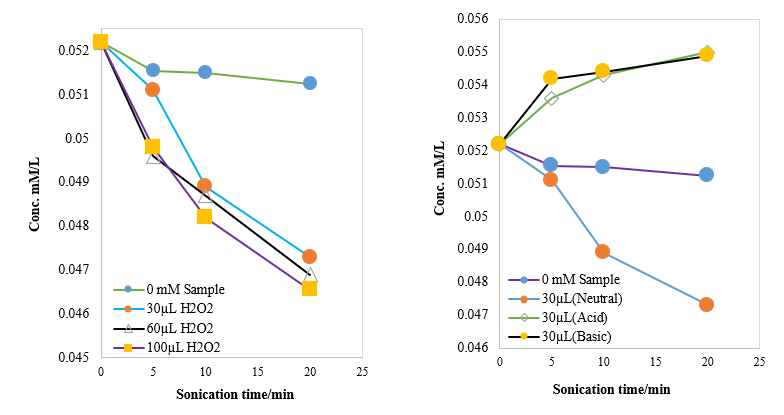 0.052
0.051
0.05
0.049
0.048
0.047
0.046
0.045
Conc. mM/L
0 mM Sample
30µL H2O2
60µL H2O2
100µL H2O2
0 5 10 15 20 25
Sonication time/min
0.056
0.055
0.054
0.053
0.052
0.051
0.05
0.049
0.048
0.047
0.046
Conc. mM/L
0 mM Sample
30µL(Neutral)
30µL(Acid)
30µL(Basic)
0 5 10 15 20 25
Sonication time/min